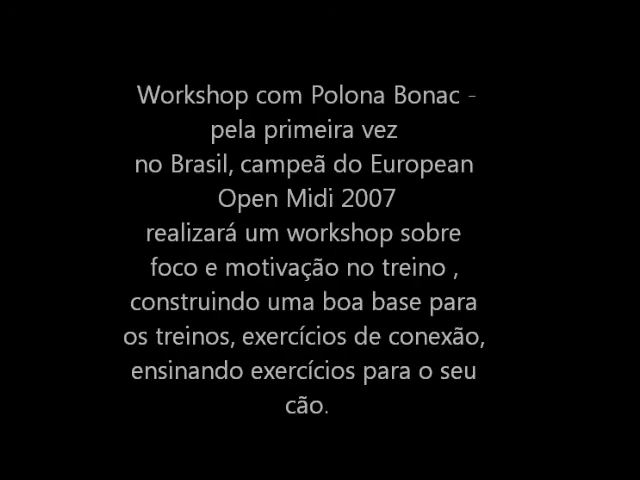 Workshop com Polona Bonac -
pela primeira vez
no Brasil, campeã do European
Open Midi 2007
realizará um workshop sobre
foco e motivação no treino ,
construindo uma boa base para
os treinos, exercícios de conexão,
ensinando exercícios para o seu
cão.